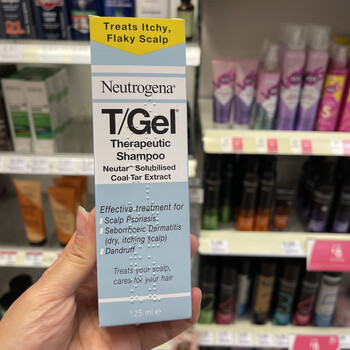 Treats Itchy,
Flaky Scalp
Neutrogena®
T/Gel®
Therapeutic
Shampoo
Neutar™ Solubilised
Coal Tar Extract
Effective treatment for
Scalp Psoriasis
Seborrhoeic Dermatitis
(dry, itching scalp)
Dandruff
Treats your scalp,
cares for your hair
125 ml e